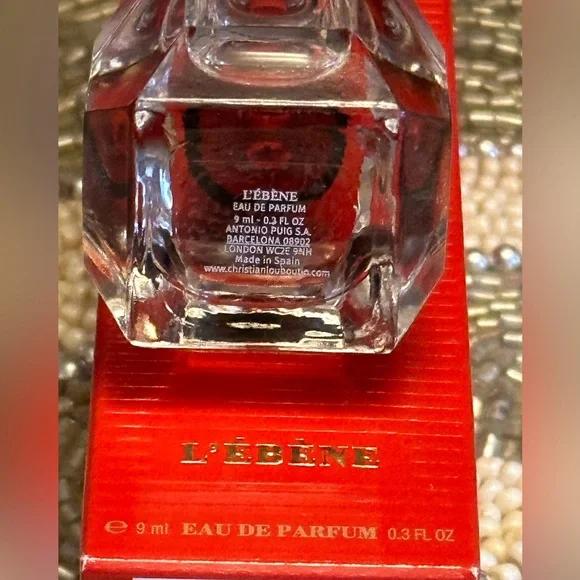 L'ÉBÈNE
EAU DE PARFUM
9 ml - 0.3 FL OZ
ANTONIO PUIG S.A.
BARCELONA 08902
LONDON WC2E 9NH
Made in Spain
www.christianlouboutin.com
L'ÉBÈNE
℮ 9 ml EAU DE PARFUM 0.3 FL OZ